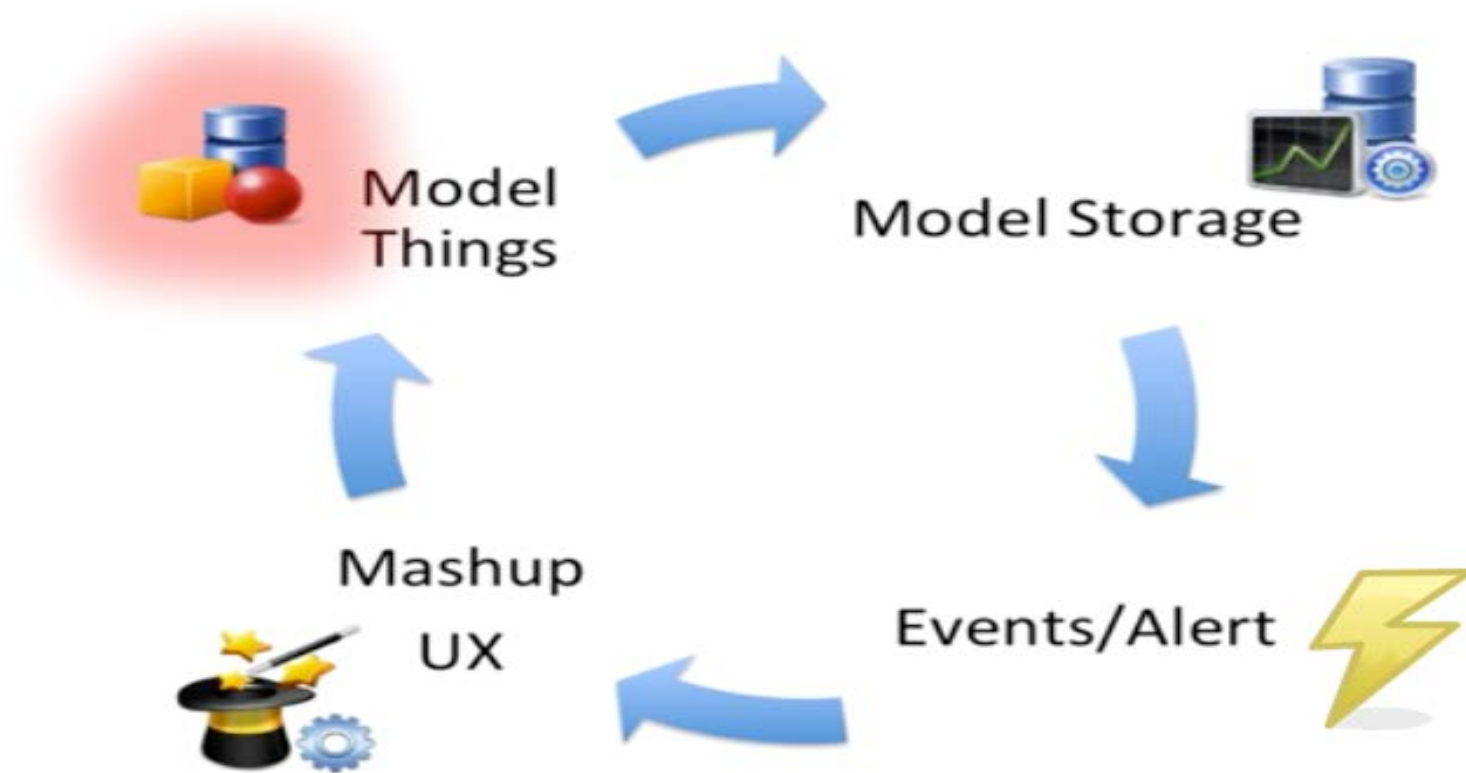 Model
Things
Model Storage
Events/Alert
Mashup
UX